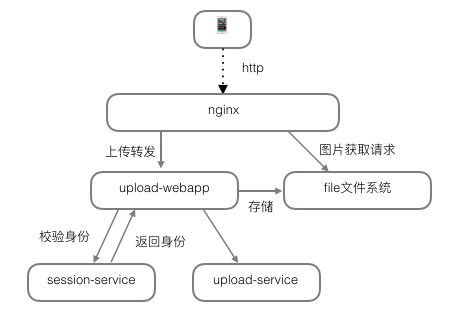 http
nginx
上传转发
图片获取请求
upload-webapp
file文件系统
存储
校验身份
返回身份
session-service
upload-service